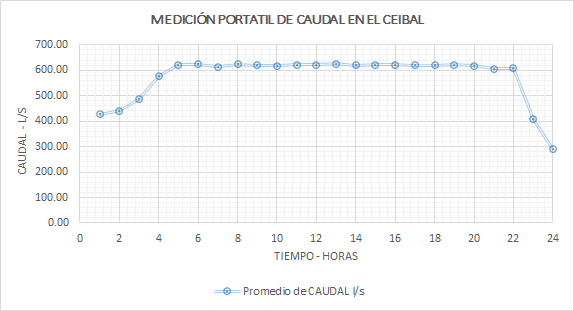 MEDICIÓN PORTATIL DE CAUDAL EN EL CEIBAL
700.00
600.00
500.00
400.00
300.00
200.00
100.00
0.00
CAUDAL - L/S
0 2 4 6 8 10 12 14 16 18 20 22 24
TIEMPO - HORAS
Promedio de CAUDAL l/s